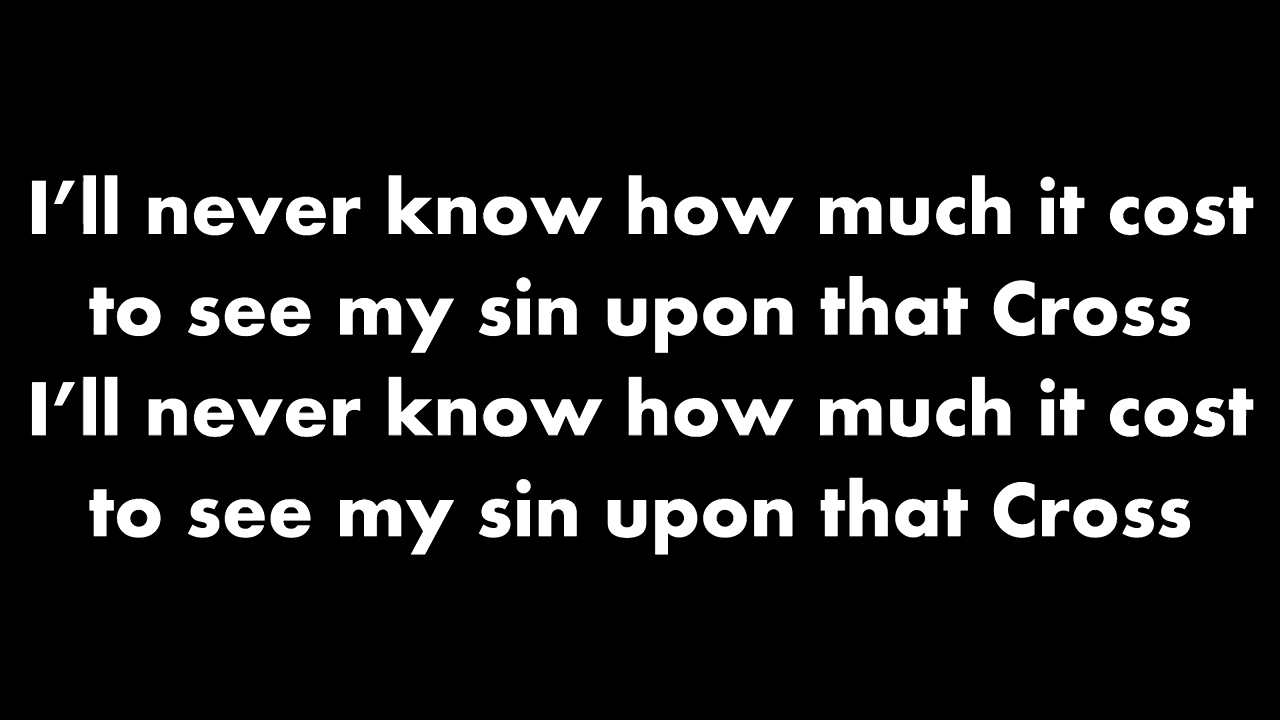 I’ll never know how much it cost
to see my sin upon that Cross
I’ll never know how much it cost
to see my sin upon that Cross